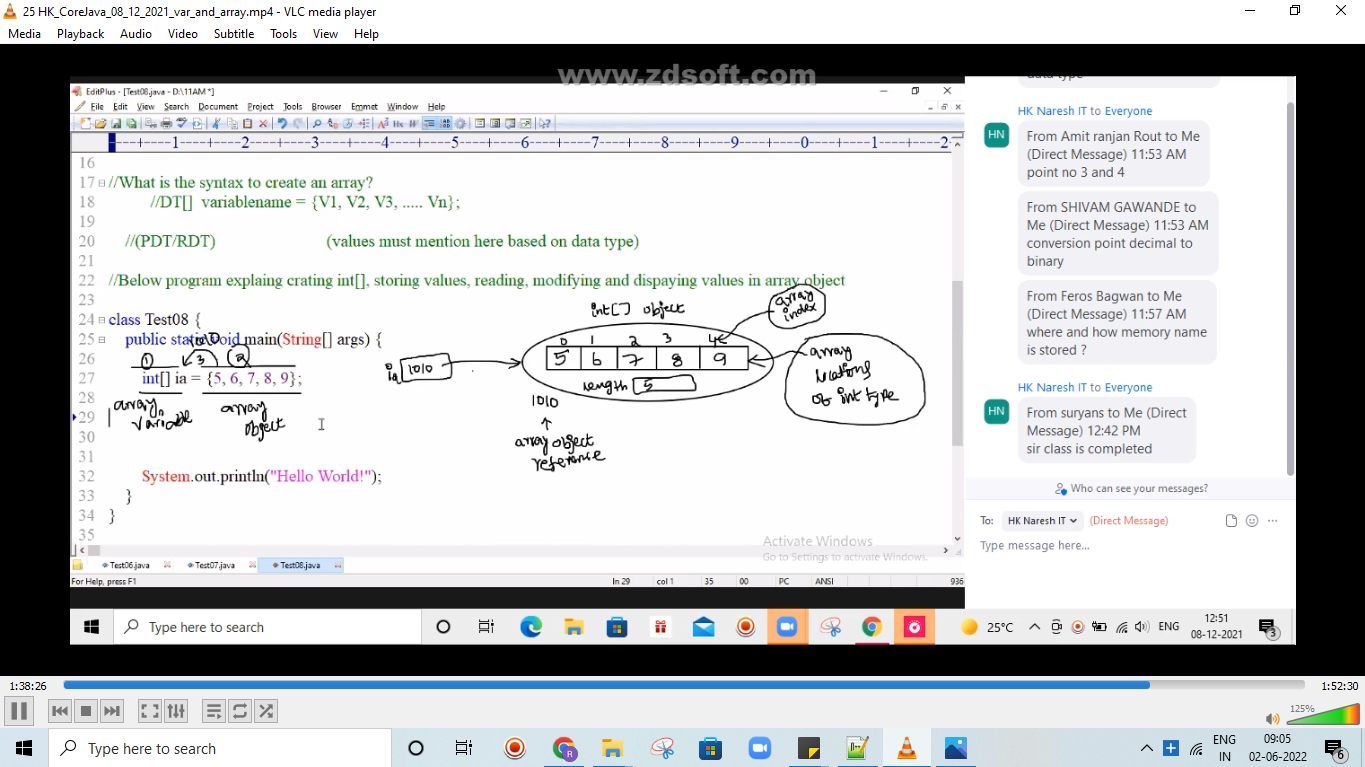 25 HK_CoreJava_08_12_2021_var_and_array.mp4 - VLC media player
Media Playback Audio Video Subtitle Tools View Help
www.zdsoft.com
EditPlus - [Test08.java - D:\11AM *]
File Edit View Search Document Project Tools Browser Emmet Window Help
----+----1----+----2----+----3----+----4----+----5----+----6----+----7----+----8----+----9----+----0----+----1----+----2
16
17 //What is the syntax to create an array?
18 //DT[] variablename = {V1, V2, V3, ..... Vn};
19
20 //(PDT/RDT) (values must mention here based on data type)
21
22 //Below program explaing crating int[], storing values, reading, modifying and dispaying values in array object
23
24 class Test08 {
25 public static void main(String[] args) {
26
27 int[] ia = {5, 6, 7, 8, 9};
28
29
30
31
32 System.out.println("Hello World!");
33 }
34 }
35
1 3 2
array variable
array object
ia 1010
int[] object
0 1 2 3 4
5 6 7 8 9
length 5
1010
array object
reference
array
index
array
locations
of int type
Activate Windows
Go to Settings to activate Windows.
Test06.java Test07.java Test08.java
For Help, press F1 ln 29 col 1 35 00 PC ANSI 936
data type
HK Naresh IT to Everyone
HN
From Amit ranjan Rout to Me
(Direct Message) 11:53 AM
point no 3 and 4
From SHIVAM GAWANDE to
Me (Direct Message) 11:53 AM
conversion point decimal to
binary
From Feros Bagwan to Me
(Direct Message) 11:57 AM
where and how memory name
is stored ?
HK Naresh IT to Everyone
HN
From suryans to Me (Direct
Message) 12:42 PM
sir class is completed
Who can see your messages?
To: HK Naresh IT (Direct Message)
Type message here...
Type here to search
25°C ENG 12:51
08-12-2021 3
1:38:26 1:52:30
125%
Type here to search
ENG
IN
09:05
02-06-2022
6